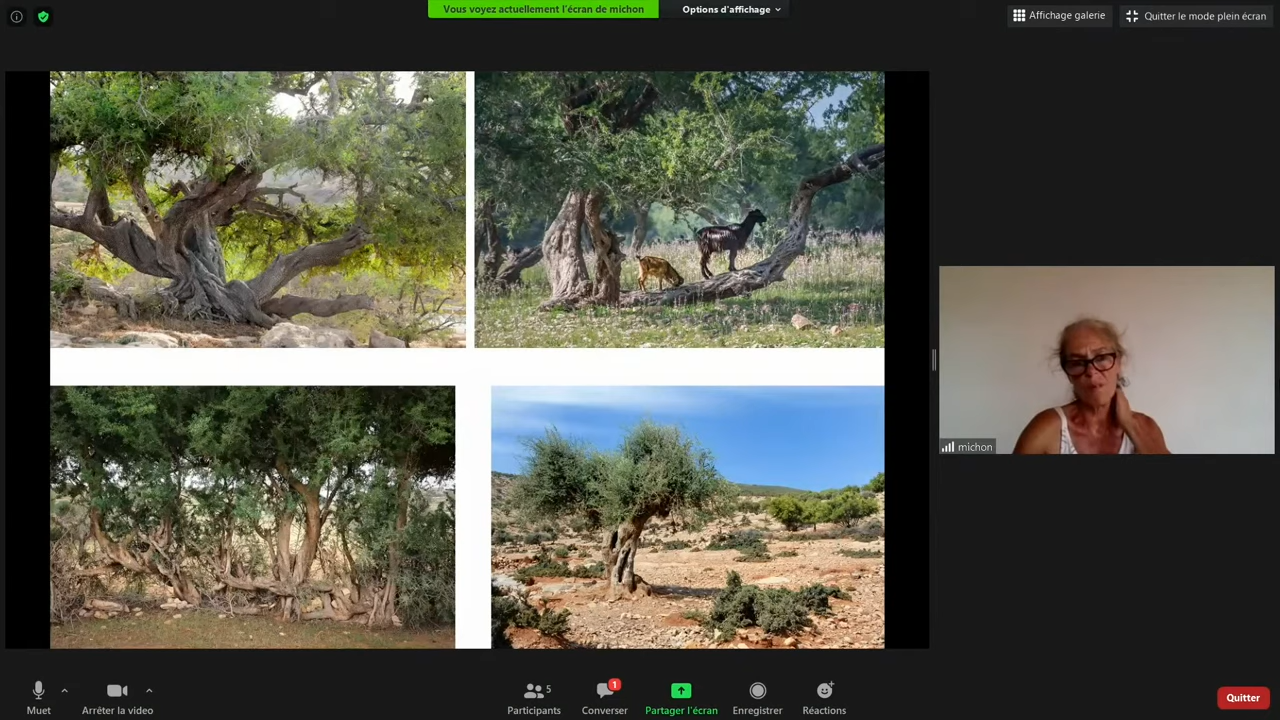 Vous voyez actuellement l'écran de michon
Options d'affichage
Affichage galerie
Quitter le mode plein écran
michon
Muet
Arrêter la video
5
Participants
1
Converser
Partager l'écran
Enregistrer
Réactions
Quitter